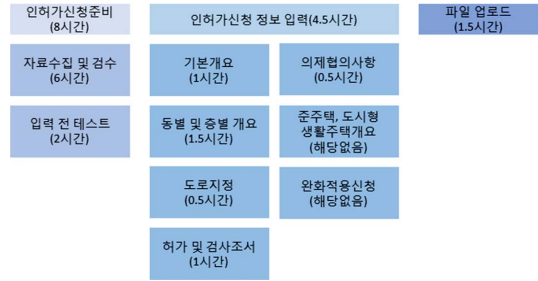 인허가신청준비
(8시간)
인허가신청 정보 입력(4.5시간)
파일 업로드
(1.5시간)
자료수집 및 검수
(6시간)
기본개요
(1시간)
의제협의사항
(0.5시간)
입력 전 테스트
(2시간)
동별 및 층별 개요
(1.5시간)
준주택, 도시형
생활주택개요
(해당없음)
도로지정
(0.5시간)
완화적용신청
(해당없음)
허가 및 검사조서
(1시간)